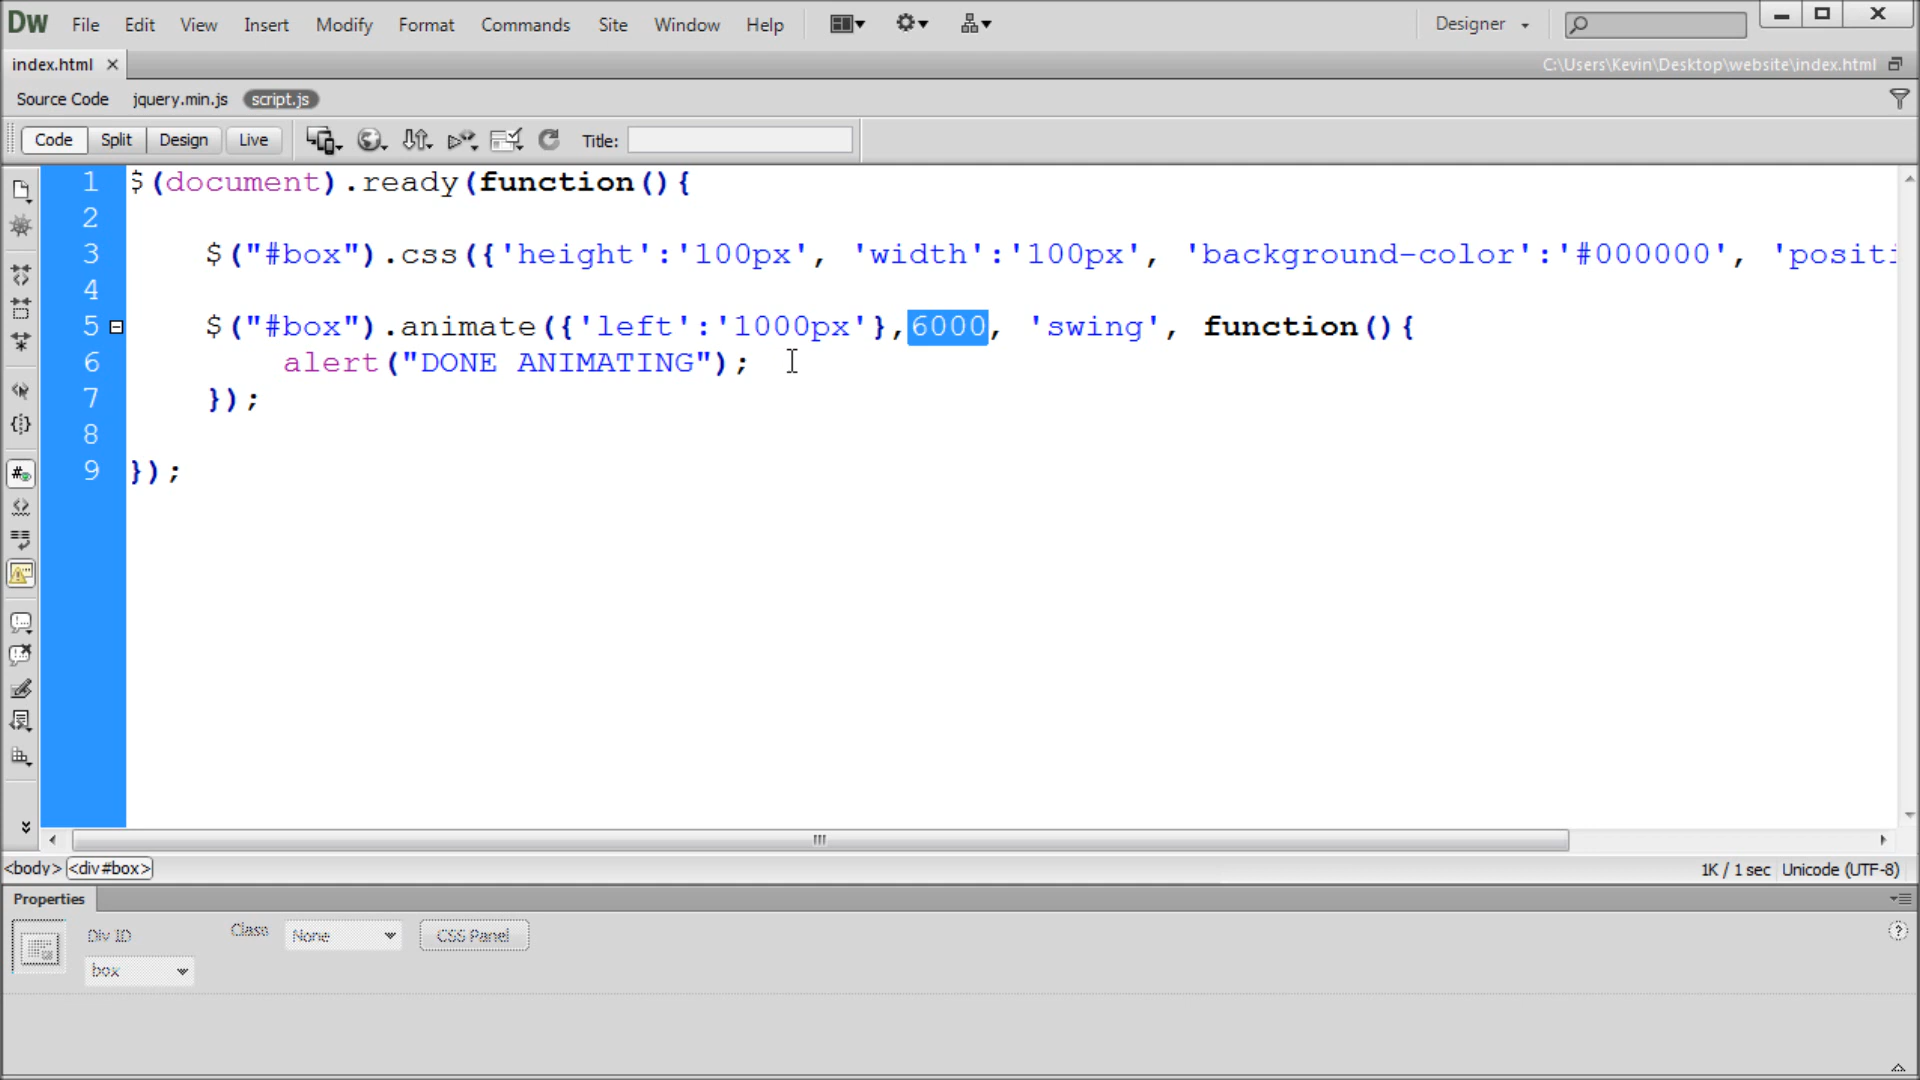 Dw File Edit View Insert Modify Format Commands Site Window Help Designer
index.html C:\Users\Kevin\Desktop\website\index.html
Source Code jquery.min.js script.js
Code Split Design Live Title:
1 $(document).ready(function(){
2
3 $("#box").css({'height':'100px', 'width':'100px', 'background-color':'#000000', 'positi
4
5 $("#box").animate({'left':'1000px'},6000, 'swing', function(){
6 alert("DONE ANIMATING");
7 });
8
9 });
<body> <div#box> 1K / 1 sec Unicode (UTF-8)
Properties
Div ID Class None CSS Panel
box